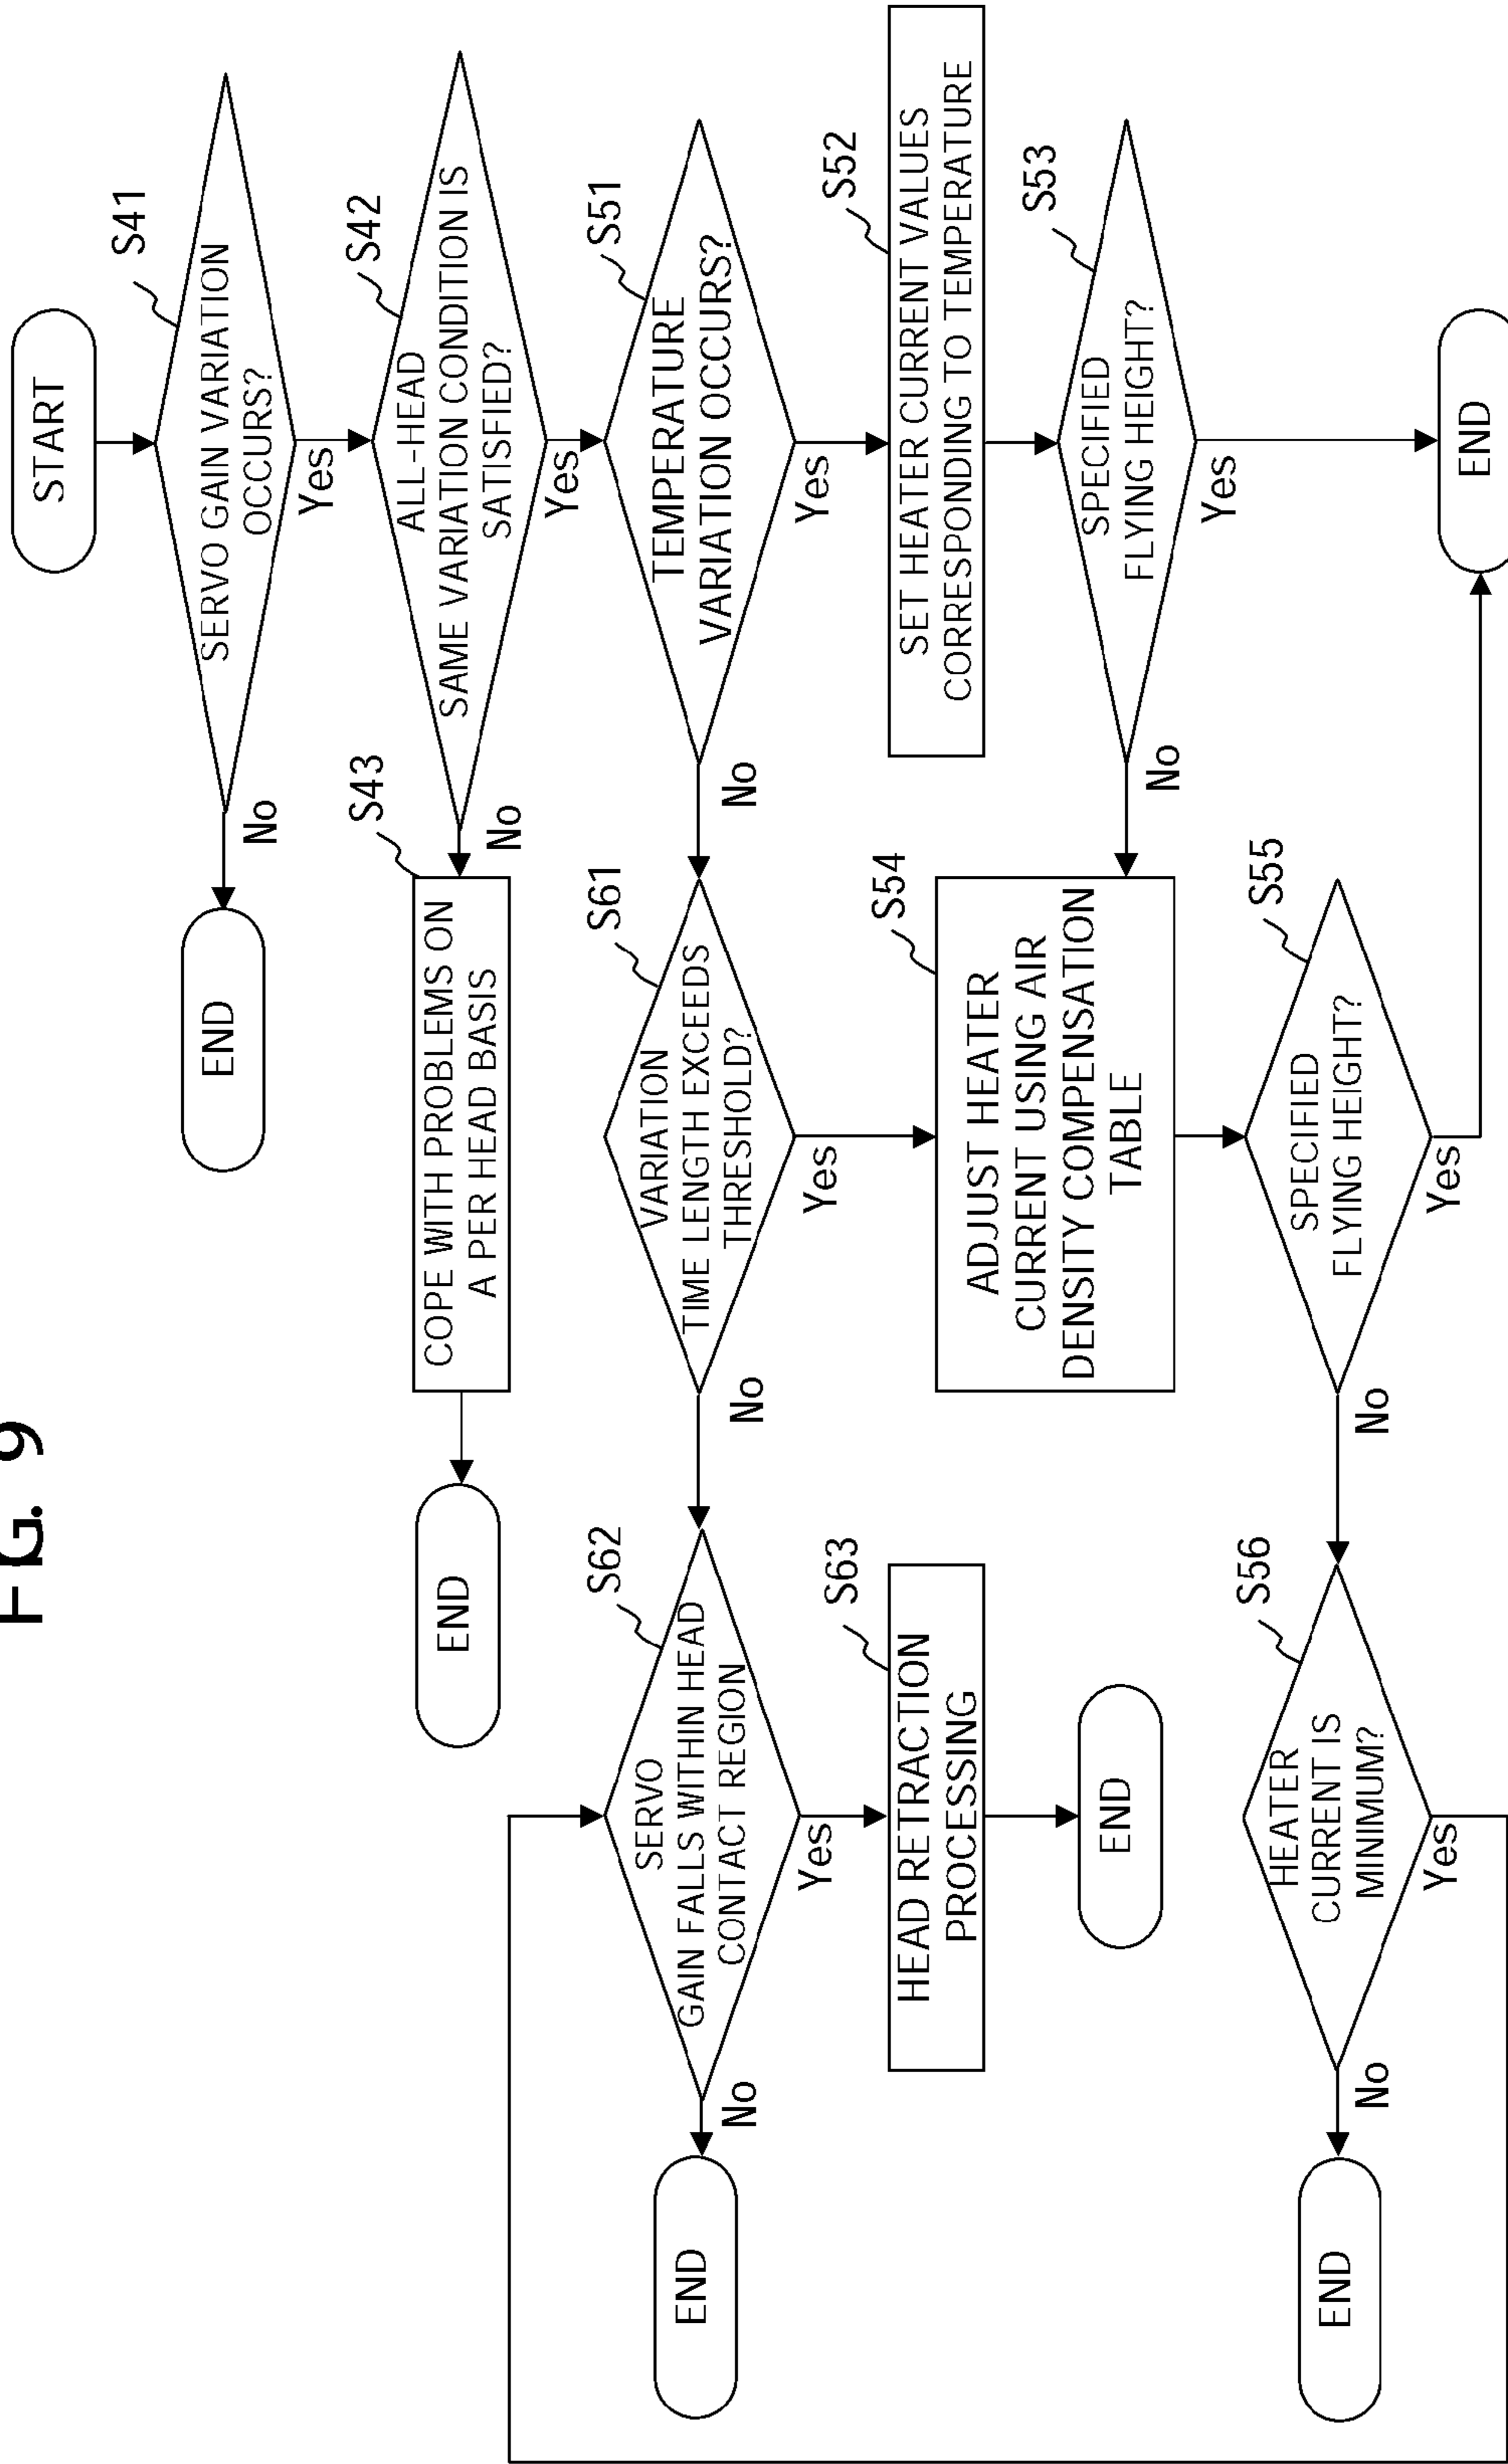 FIG. 9
START
S41
SERVO GAIN VARIATION
OCCURS?
No
END
Yes
S42
ALL-HEAD
SAME VARIATION CONDITION IS
SATISFIED?
No
S43
COPE WITH PROBLEMS ON
A PER HEAD BASIS
END
Yes
S51
TEMPERATURE
VARIATION OCCURS?
No
S61
VARIATION
TIME LENGTH EXCEEDS
THRESHOLD?
No
S62
SERVO
GAIN FALLS WITHIN HEAD
CONTACT REGION
No
END
Yes
S52
SET HEATER CURRENT VALUES
CORRESPONDING TO TEMPERATURE
Yes
Yes
S63
HEAD RETRACTION
PROCESSING
END
S53
SPECIFIED
FLYING HEIGHT?
No
S54
ADJUST HEATER
CURRENT USING AIR
DENSITY COMPENSATION
TABLE
Yes
S55
SPECIFIED
FLYING HEIGHT?
No
S56
HEATER
CURRENT IS
MINIMUM?
No
END
Yes
Yes
END